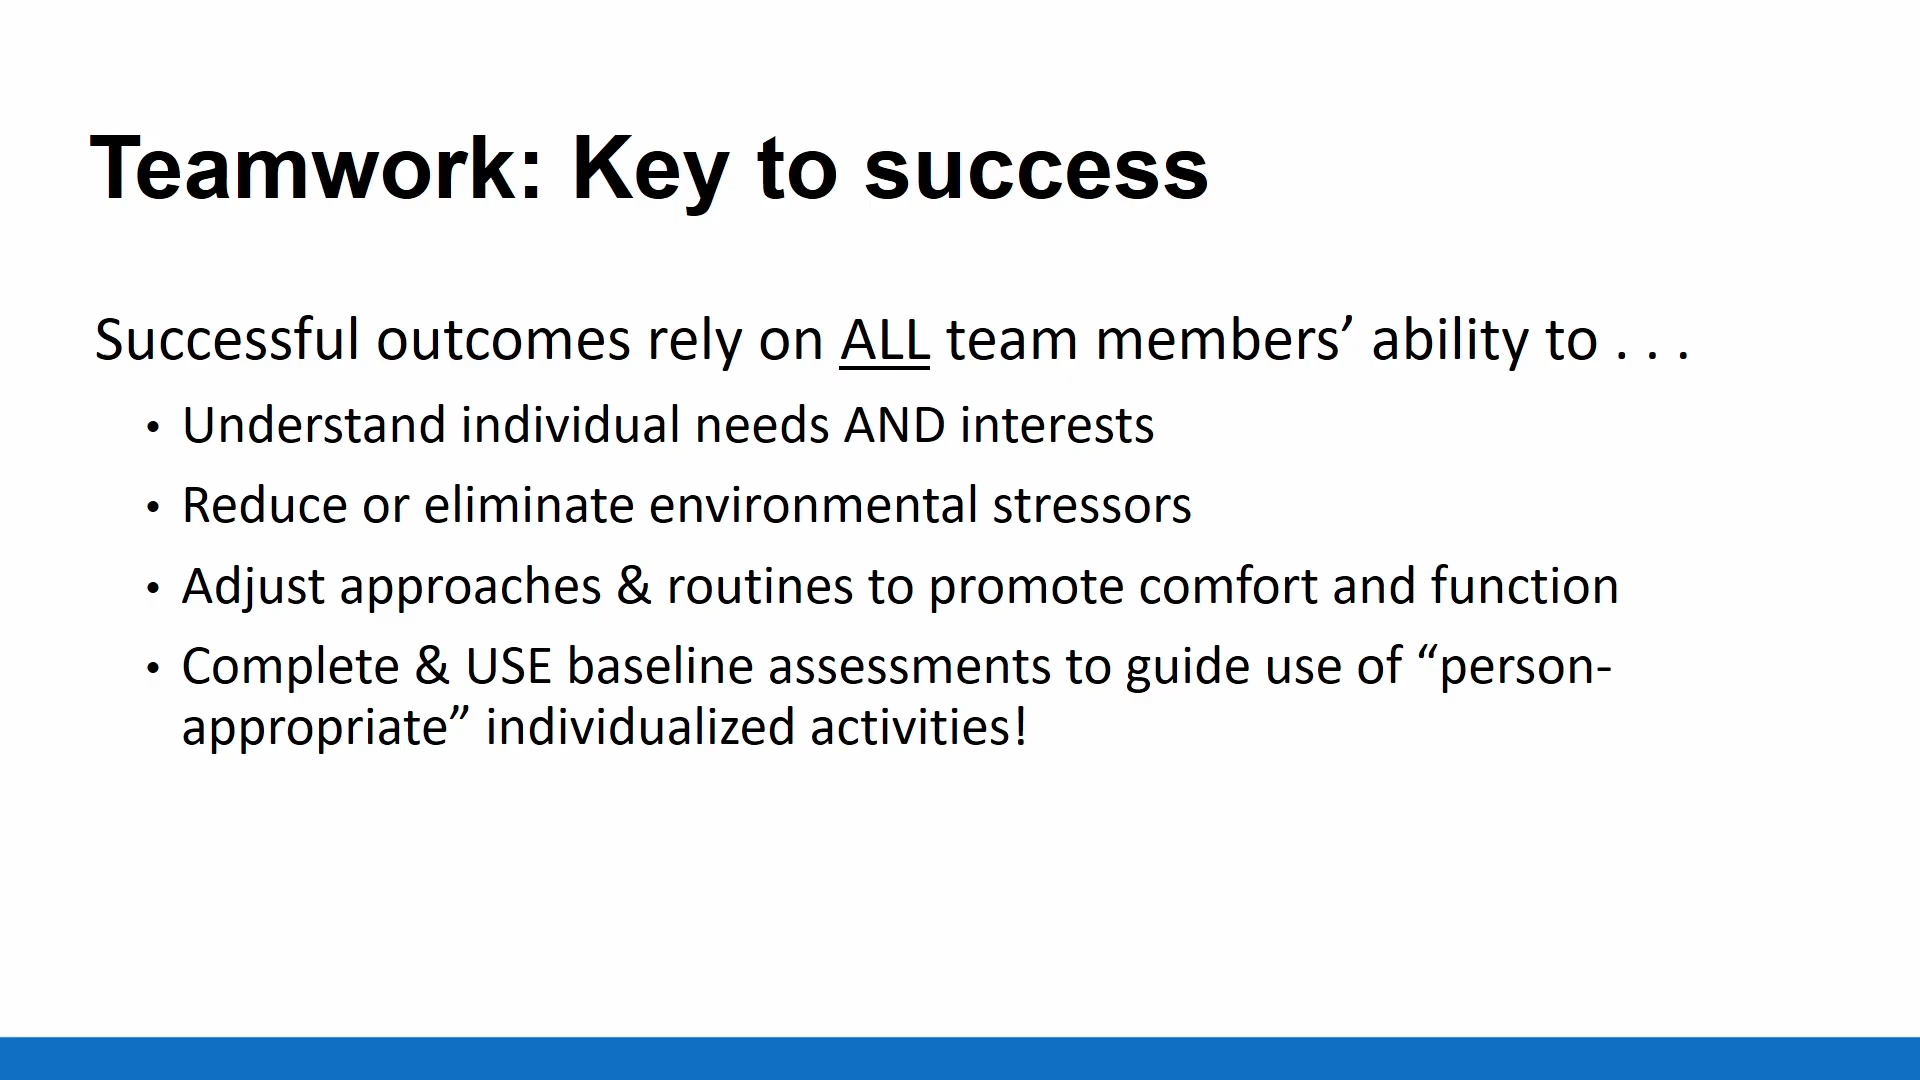 Teamwork: Key to success
Successful outcomes rely on ALL team members’ ability to . . .
• Understand individual needs AND interests
• Reduce or eliminate environmental stressors
• Adjust approaches & routines to promote comfort and function
• Complete & USE baseline assessments to guide use of “person-
appropriate” individualized activities!